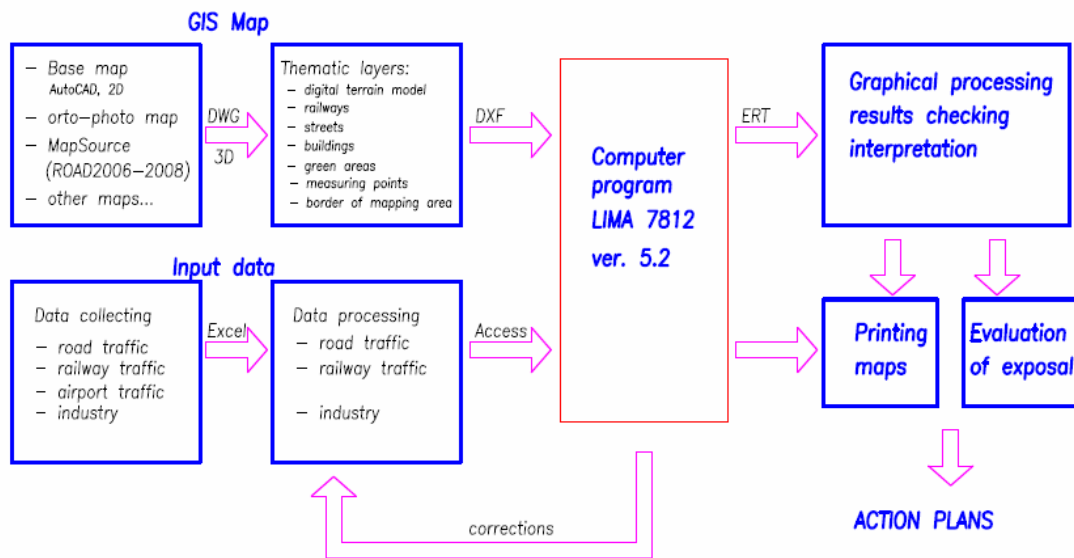 GIS Map
– Base map
AutoCAD, 2D
– orto–photo map
– MapSource
(ROAD2006–2008)
– other maps...
DWG
3D
Thematic layers:
– digital terrain model
– railways
– streets
– buildings
– green areas
– measuring points
– border of mapping area
DXF
Computer
program
LIMA 7812
ver. 5.2
ERT
Graphical processing
results checking
interpretation
Input data
Data collecting
– road traffic
– railway traffic
– airport traffic
– industry
Excel
Data processing
– road traffic
– railway traffic
– industry
Access
Printing
maps
Evaluation
of exposal
corrections
ACTION PLANS